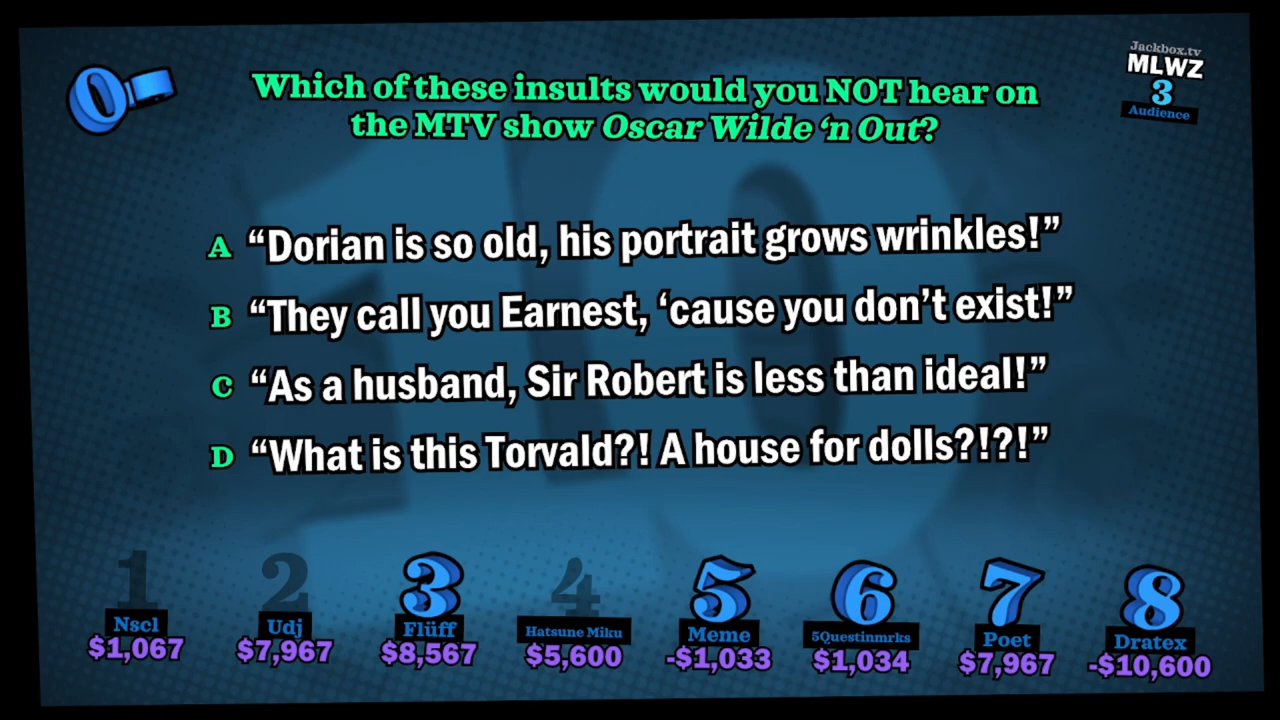 Jackbox.tv
MLWZ
3
Audience
0
Which of these insults would you NOT hear on
the MTV show Oscar Wilde ‘n Out?
A “Dorian is so old, his portrait grows wrinkles!”
B “They call you Earnest, ‘cause you don’t exist!”
C “As a husband, Sir Robert is less than ideal!”
D “What is this Torvald?! A house for dolls?!?!”
1 2 3 4 5 6 7 8
Nscl Udj Flüff Hatsune Miku Meme 5Questinmrks Poet Dratex
$1,067 $7,967 $8,567 $5,600 -$1,033 $1,034 $7,967 -$10,600